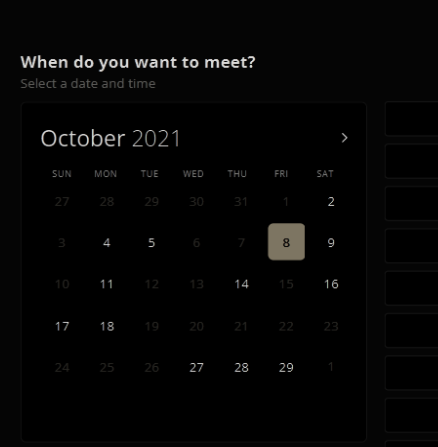 When do you want to meet?
Select a date and time
October 2021
SUN MON TUE WED THU FRI SAT
27 28 29 30 31 1 2
3 4 5 6 7 8 9
10 11 12 13 14 15 16
17 18 19 20 21 22 23
24 25 26 27 28 29 1